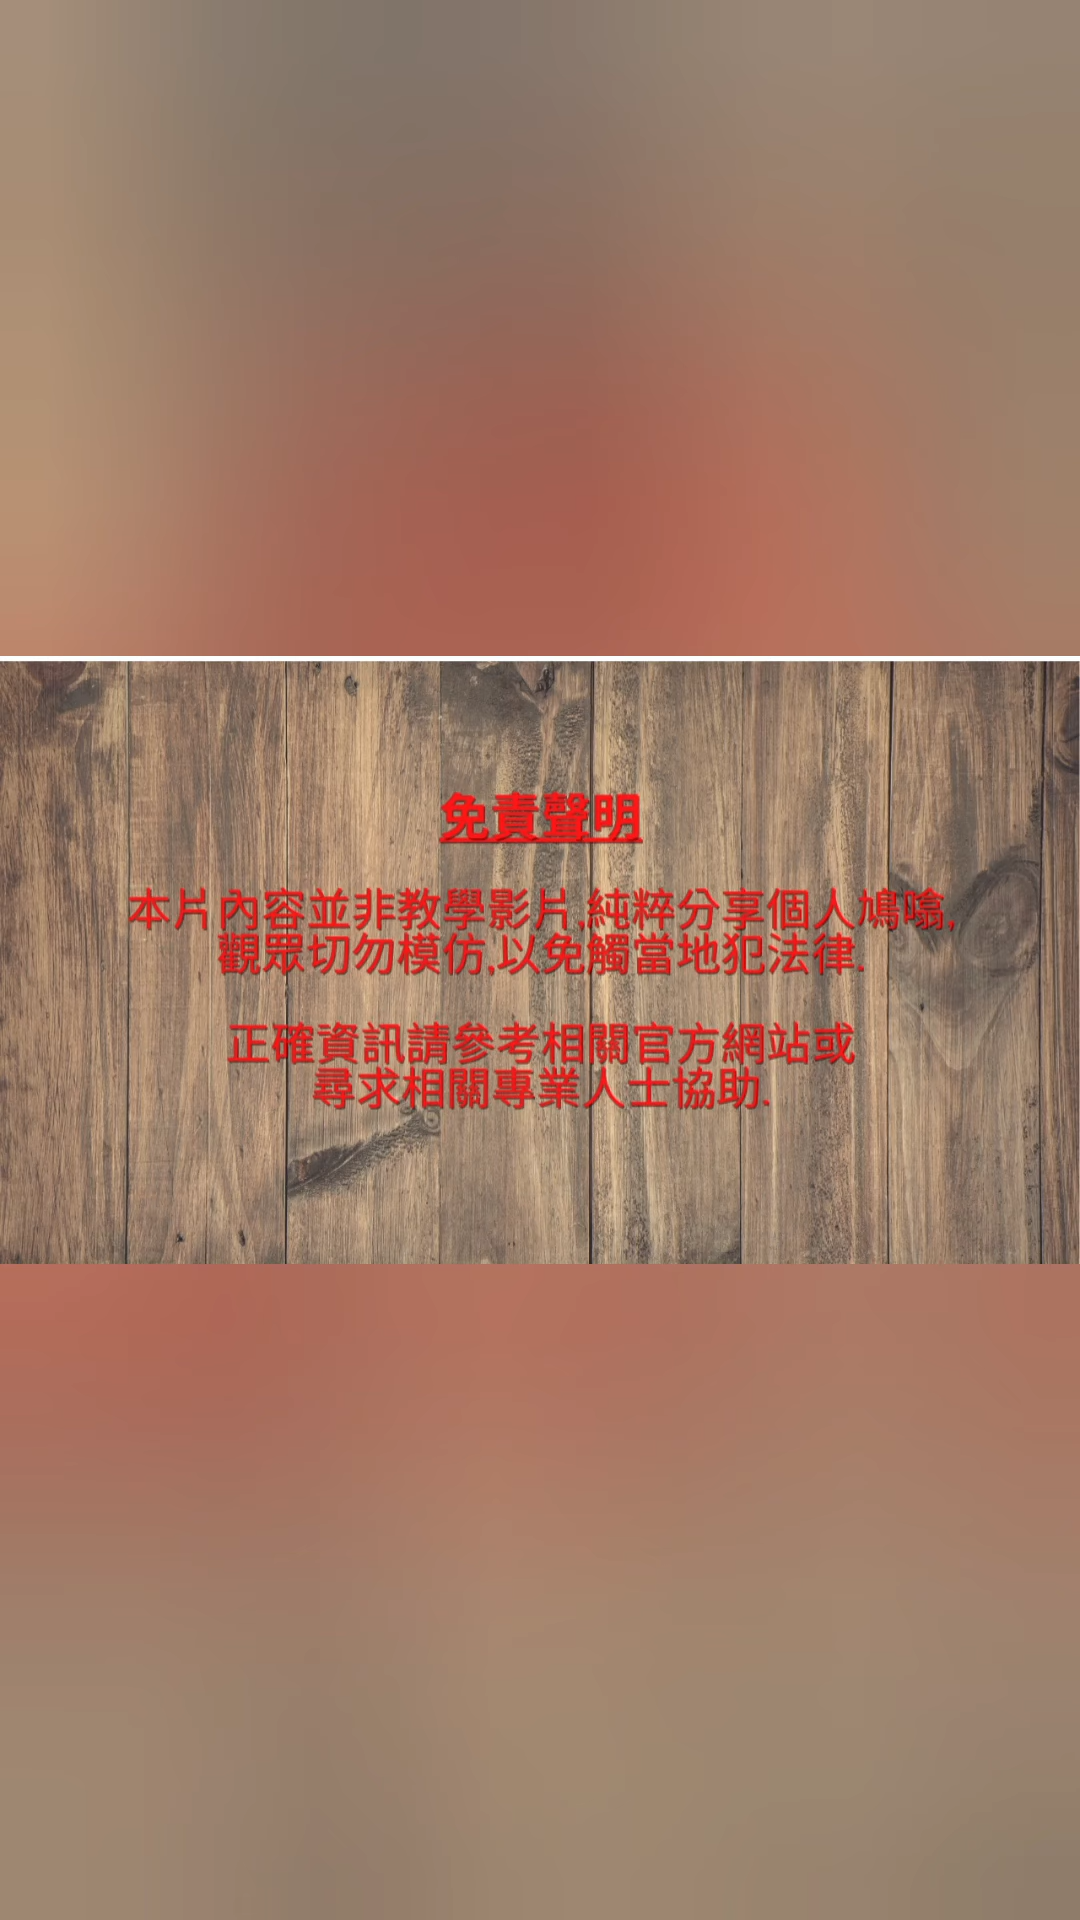 免責聲明
本片內容並非教學影片,純粹分享個人鳩噏,
觀眾切勿模仿,以免觸當地犯法律.
正確資訊請參考相關官方網站或
尋求相關專業人士協助.